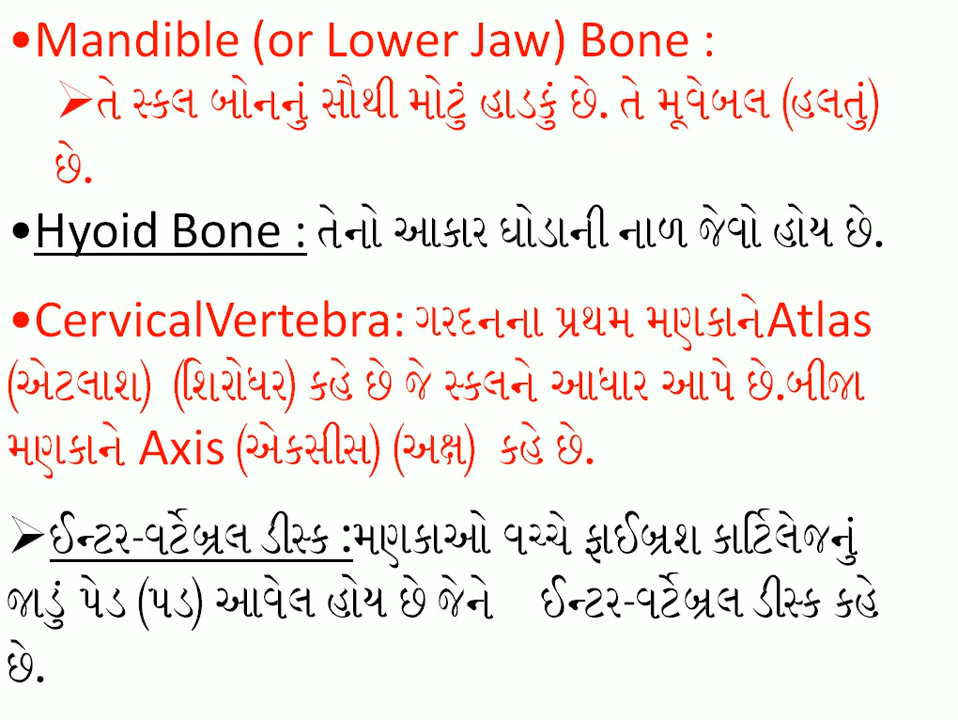 •Mandible (or Lower Jaw) Bone :
➢તે સ્કલ બોનનું સૌથી મોટું હાડકું છે. તે મૂવેબલ (હલતું)
છે.
•Hyoid Bone : તેનો આકાર ઘોડાની નાળ જેવો હોય છે.
•CervicalVertebra: ગરદનના પ્રથમ મણકાનેAtlas
(એટલાશ) (શિરોધર) કહે છે જે સ્કલને આધાર આપે છે.બીજા
મણકાને Axis (એકસીસ) (અક્ષ) કહે છે.
➢ઈન્ટર-વર્ટેબ્રલ ડીસ્ક :મણકાઓ વચ્ચે ફાઈબ્રશ કાર્ટિલેજનું
જાડું પેડ (પડ) આવેલ હોય છે જેને ઈન્ટર-વર્ટેબ્રલ ડીસ્ક કહે
છે.